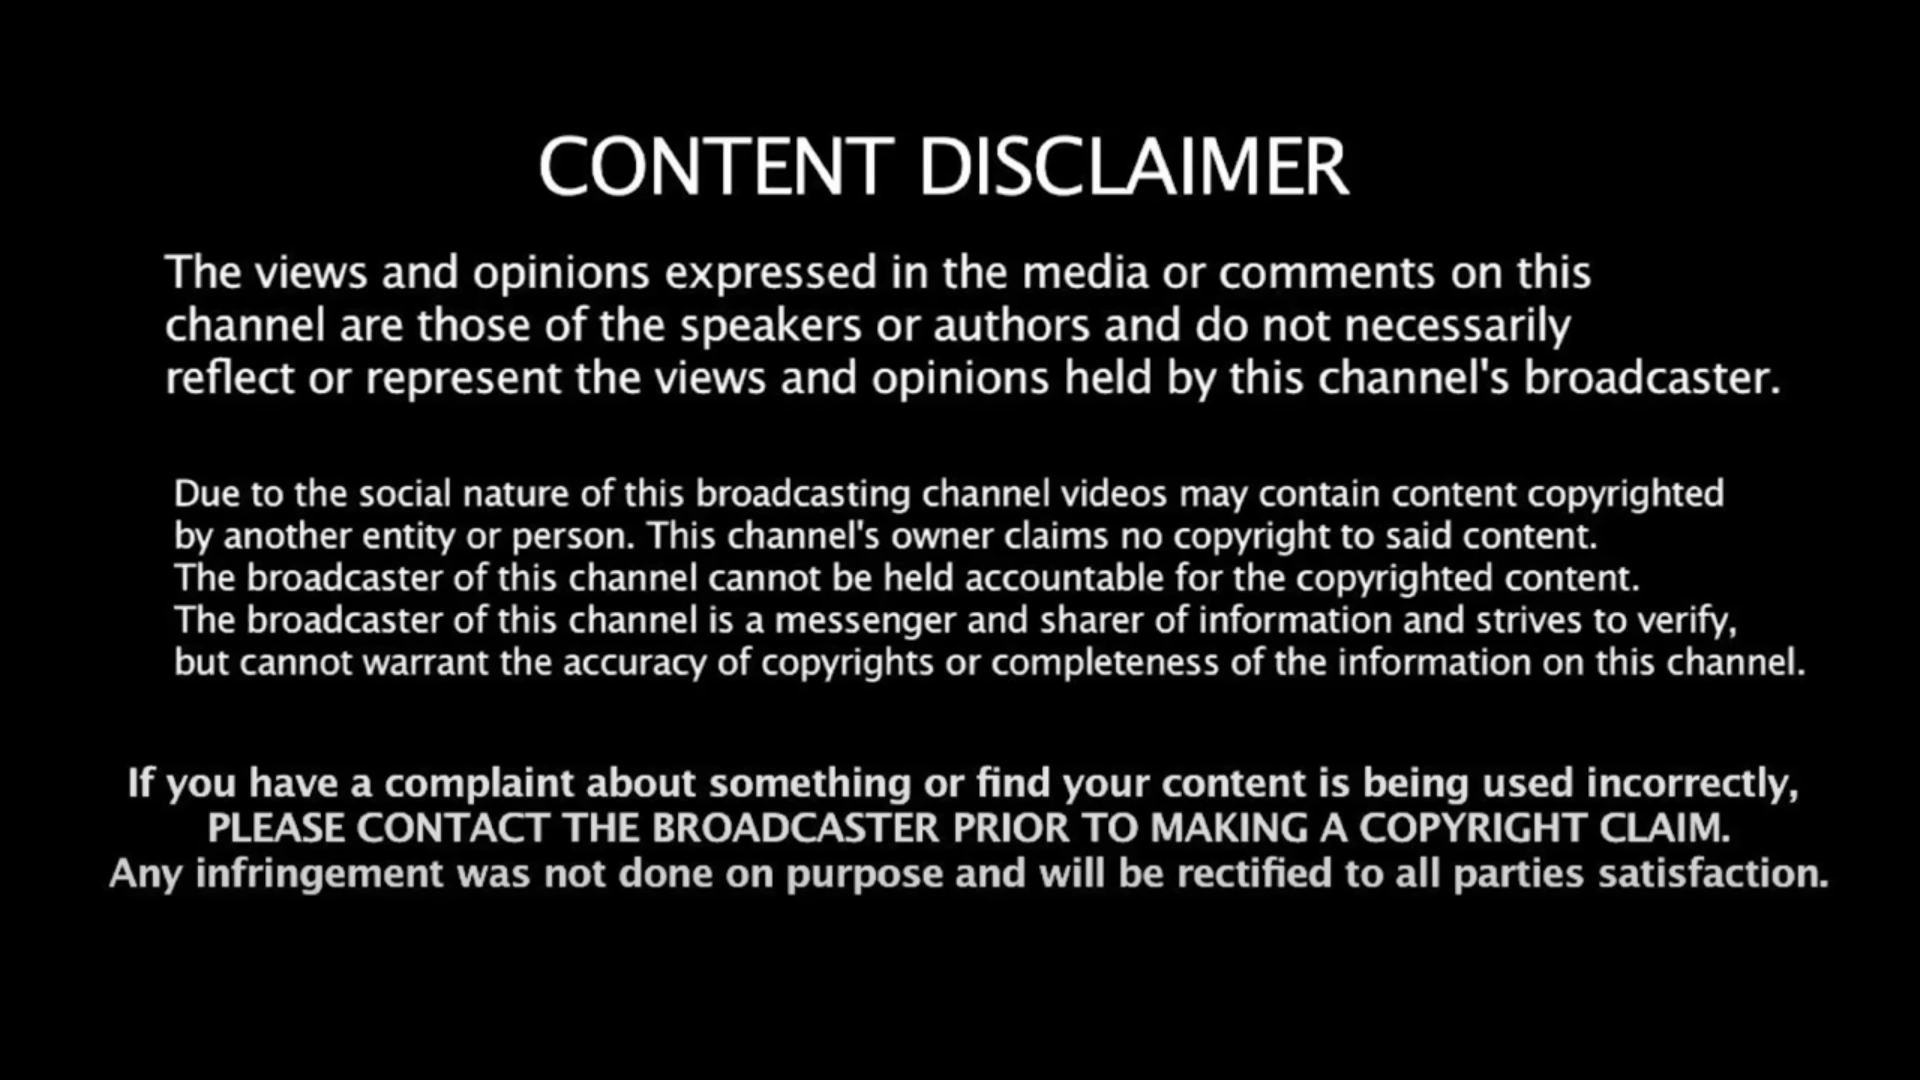 CONTENT DISCLAIMER
The views and opinions expressed in the media or comments on this
channel are those of the speakers or authors and do not necessarily
reflect or represent the views and opinions held by this channel's broadcaster.
Due to the social nature of this broadcasting channel videos may contain content copyrighted
by another entity or person. This channel's owner claims no copyright to said content.
The broadcaster of this channel cannot be held accountable for the copyrighted content.
The broadcaster of this channel is a messenger and sharer of information and strives to verify,
but cannot warrant the accuracy of copyrights or completeness of the information on this channel.
If you have a complaint about something or find your content is being used incorrectly,
PLEASE CONTACT THE BROADCASTER PRIOR TO MAKING A COPYRIGHT CLAIM.
Any infringement was not done on purpose and will be rectified to all parties satisfaction.